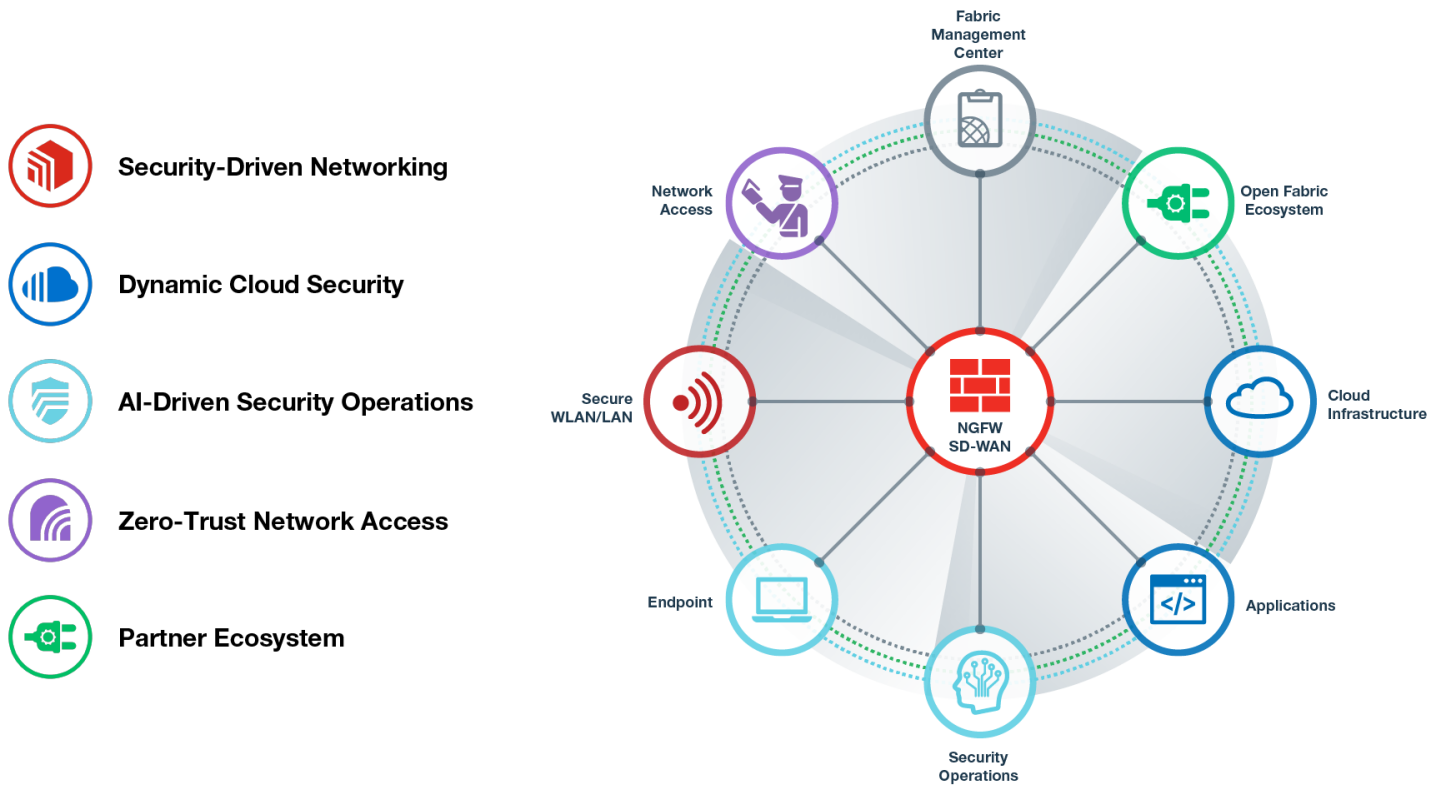 Security-Driven Networking
Dynamic Cloud Security
AI-Driven Security Operations
Zero-Trust Network Access
Partner Ecosystem
Fabric
Management
Center
Network
Access
Open Fabric
Ecosystem
Secure
WLAN/LAN
NGFW
SD-WAN
Cloud
Infrastructure
Endpoint
</>
Applications
Security
Operations